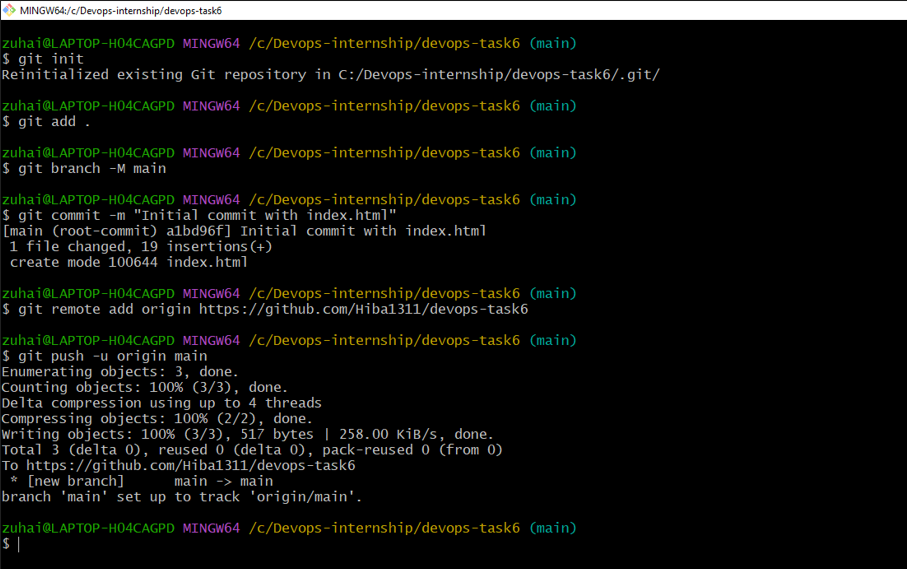 MINGW64:/c/Devops-internship/devops-task6
zuhai@LAPTOP-H04CAGPD MINGW64 /c/Devops-internship/devops-task6 (main)
$ git init
Reinitialized existing Git repository in C:/Devops-internship/devops-task6/.git/
zuhai@LAPTOP-H04CAGPD MINGW64 /c/Devops-internship/devops-task6 (main)
$ git add .
zuhai@LAPTOP-H04CAGPD MINGW64 /c/Devops-internship/devops-task6 (main)
$ git branch -M main
zuhai@LAPTOP-H04CAGPD MINGW64 /c/Devops-internship/devops-task6 (main)
$ git commit -m "Initial commit with index.html"
[main (root-commit) a1bd96f] Initial commit with index.html
 1 file changed, 19 insertions(+)
 create mode 100644 index.html
zuhai@LAPTOP-H04CAGPD MINGW64 /c/Devops-internship/devops-task6 (main)
$ git remote add origin https://github.com/Hiba1311/devops-task6
zuhai@LAPTOP-H04CAGPD MINGW64 /c/Devops-internship/devops-task6 (main)
$ git push -u origin main
Enumerating objects: 3, done.
Counting objects: 100% (3/3), done.
Delta compression using up to 4 threads
Compressing objects: 100% (2/2), done.
Writing objects: 100% (3/3), 517 bytes | 258.00 KiB/s, done.
Total 3 (delta 0), reused 0 (delta 0), pack-reused 0 (from 0)
To https://github.com/Hiba1311/devops-task6
 * [new branch]      main -> main
branch 'main' set up to track 'origin/main'.
zuhai@LAPTOP-H04CAGPD MINGW64 /c/Devops-internship/devops-task6 (main)
$